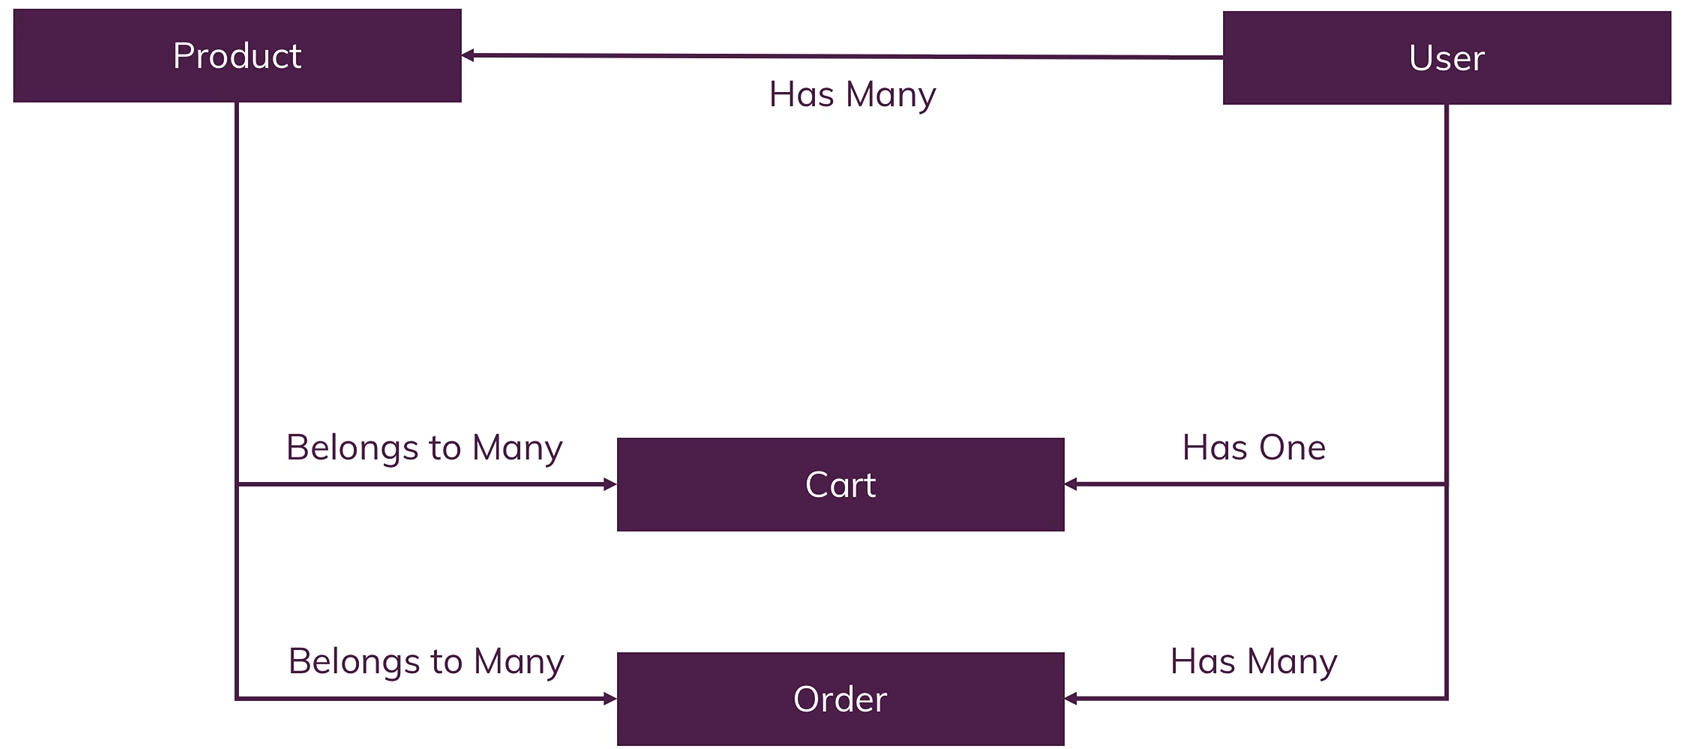 Product
User
Has Many
Belongs to Many
Cart
Has One
Belongs to Many
Order
Has Many